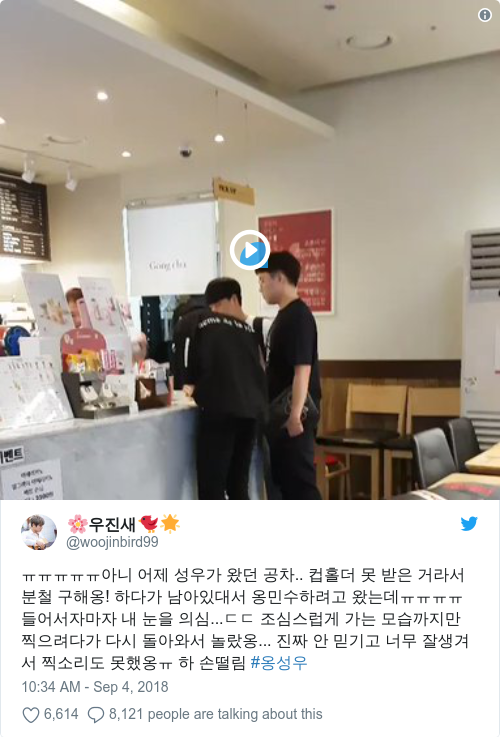 PICK UP
Gong cha
벤트
🌸우진새🐦🌟
@woojinbird99
ㅠㅠㅠㅠㅠ아니 어제 성우가 왔던 공차.. 컵홀더 못 받은 거라서
분철 구해옹! 하다가 남아있대서 옹민수하려고 왔는데ㅠㅠㅠㅠ
들어서자마자 내 눈을 의심...ㄷㄷ 조심스럽게 가는 모습까지만
찍으려다가 다시 돌아와서 놀랐옹... 진짜 안 믿기고 너무 잘생겨
서 찍소리도 못했옹ㅠ 하 손떨림 #옹성우
10:34 AM - Sep 4, 2018
6,614
8,121 people are talking about this